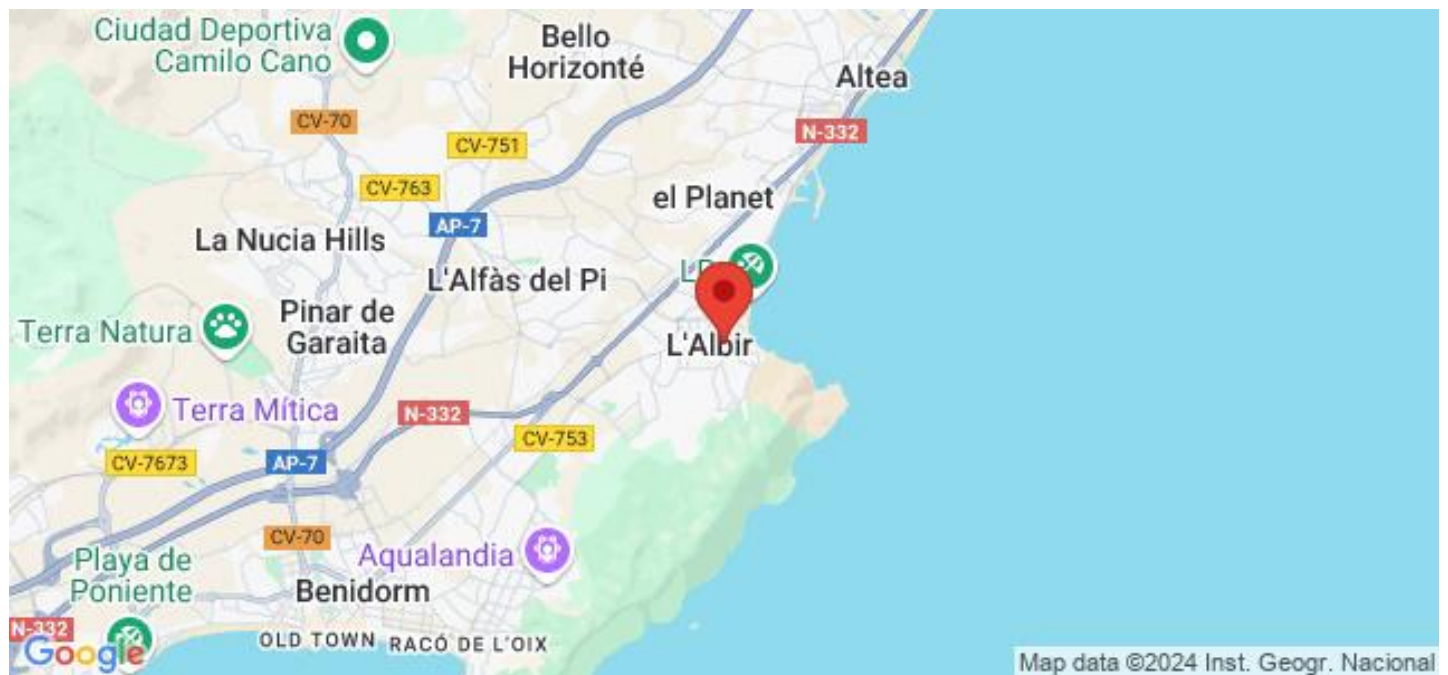 Ciudad Deportiva
Camilo Cano
Bello
Horizonté
Altea
CV-70
N-332
CV-751
CV-763
el Planet
AP-7
La Nucia Hills
L'Alfàs del Pi
Pinar de
Garaita
Terra Natura
L'Albir
Terra Mítica
N-332
CV-753
CV-7673
AP-7
CV-70
Aqualandia
Playa de
Poniente
Benidorm
N-332
OLD TOWN
RACÓ DE L'OIX
Google
Map data ©2024 Inst. Geogr. Nacional